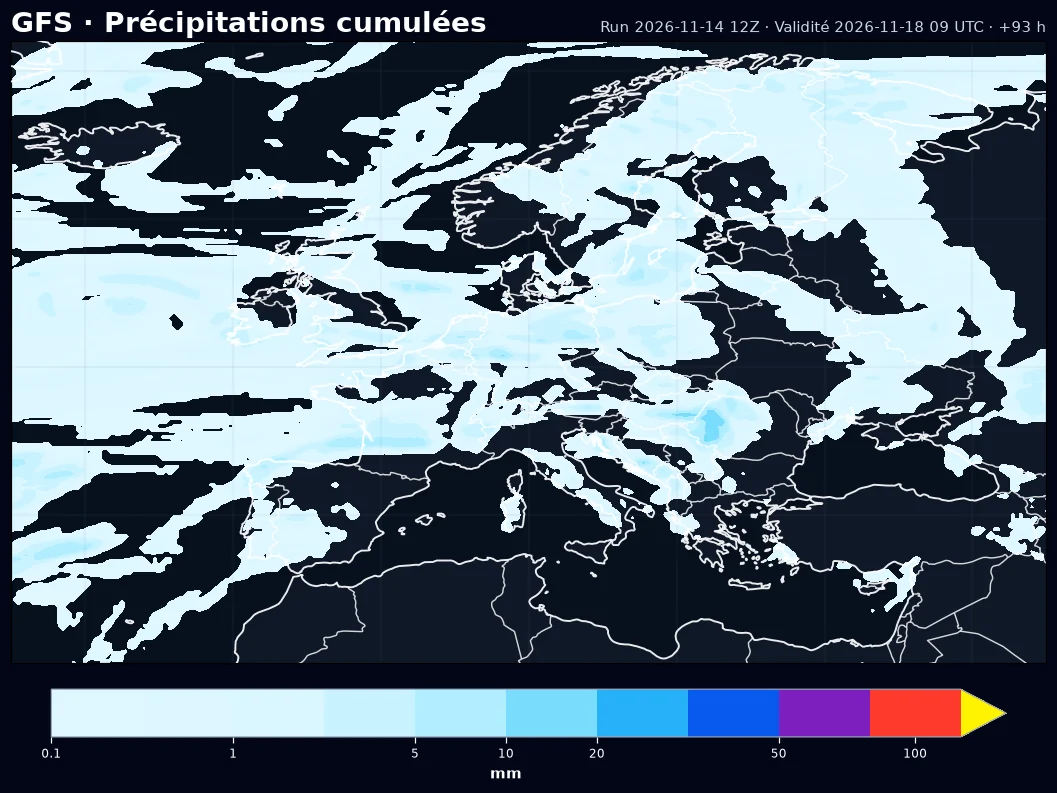 GFS · Précipitations cumulées
Run 2026-11-14 12Z · Validité 2026-11-18 09 UTC · +93 h
0.1 1 5 10 20 50 100
mm